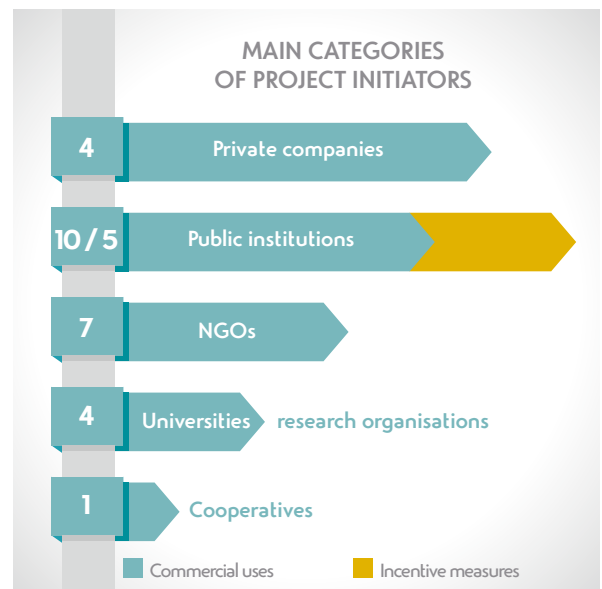 MAIN CATEGORIES
OF PROJECT INITIATORS
4 Private companies
10 / 5 Public institutions
7 NGOs
4 Universities research organisations
1 Cooperatives
Commercial uses Incentive measures